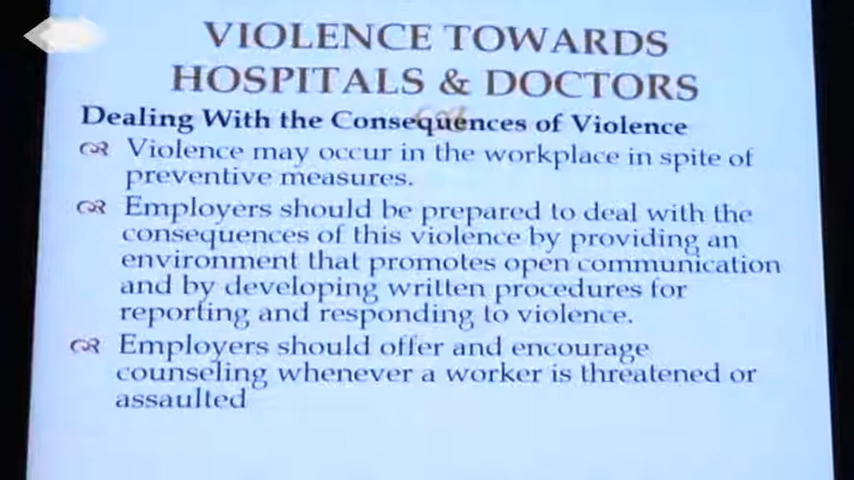 VIOLENCE TOWARDS
HOSPITALS & DOCTORS
Dealing With the Consequences of Violence
Violence may occur in the workplace in spite of
preventive measures.
Employers should be prepared to deal with the
consequences of this violence by providing an
environment that promotes open communication
and by developing written procedures for
reporting and responding to violence.
Employers should offer and encourage
counseling whenever a worker is threatened or
assaulted